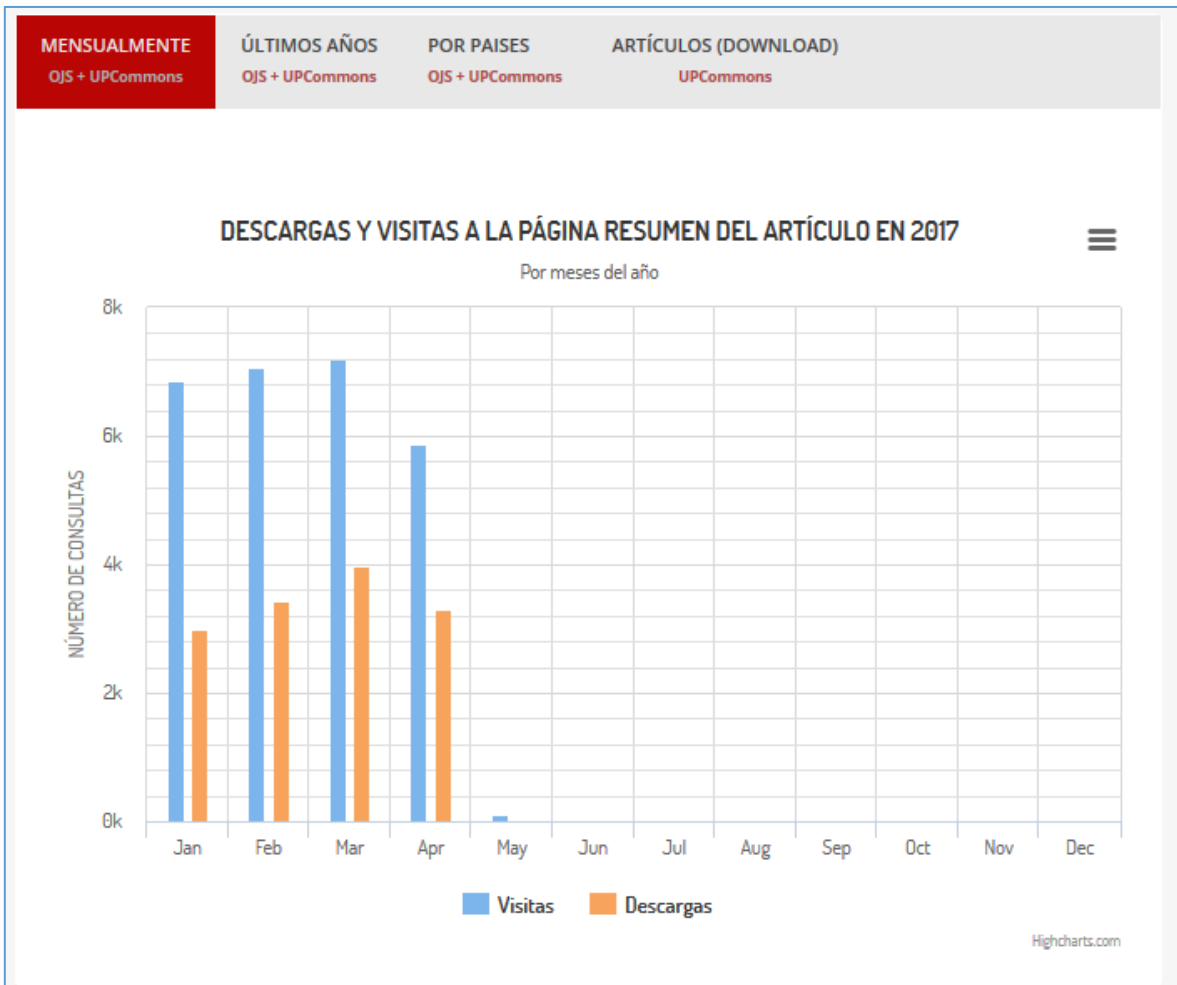 MENSUALMENTE ÚLTIMOS AÑOS POR PAISES ARTÍCULOS (DOWNLOAD)
OJS + UPCommons OJS + UPCommons OJS + UPCommons UPCommons
DESCARGAS Y VISITAS A LA PÁGINA RESUMEN DEL ARTÍCULO EN 2017
Por meses del año
NÚMERO DE CONSULTAS
8k
6k
4k
2k
0k
Jan Feb Mar Apr May Jun Jul Aug Sep Oct Nov Dec
Visitas Descargas
Highcharts.com